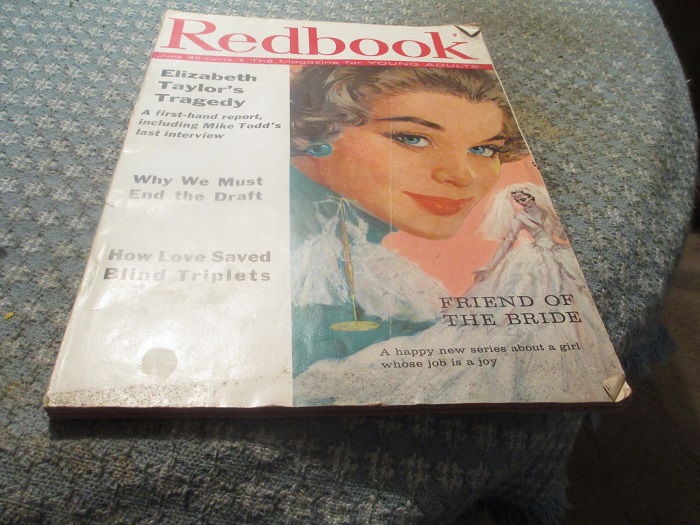 Redbook
June 35 Cents • The Magazine for YOUNG ADULTS
Elizabeth
Taylor's
Tragedy
A first-hand report,
including Mike Todd's
last interview
Why We Must
End the Draft
How Love Saved
Blind Triplets
FRIEND OF
THE BRIDE
A happy new series about a girl
whose job is a joy